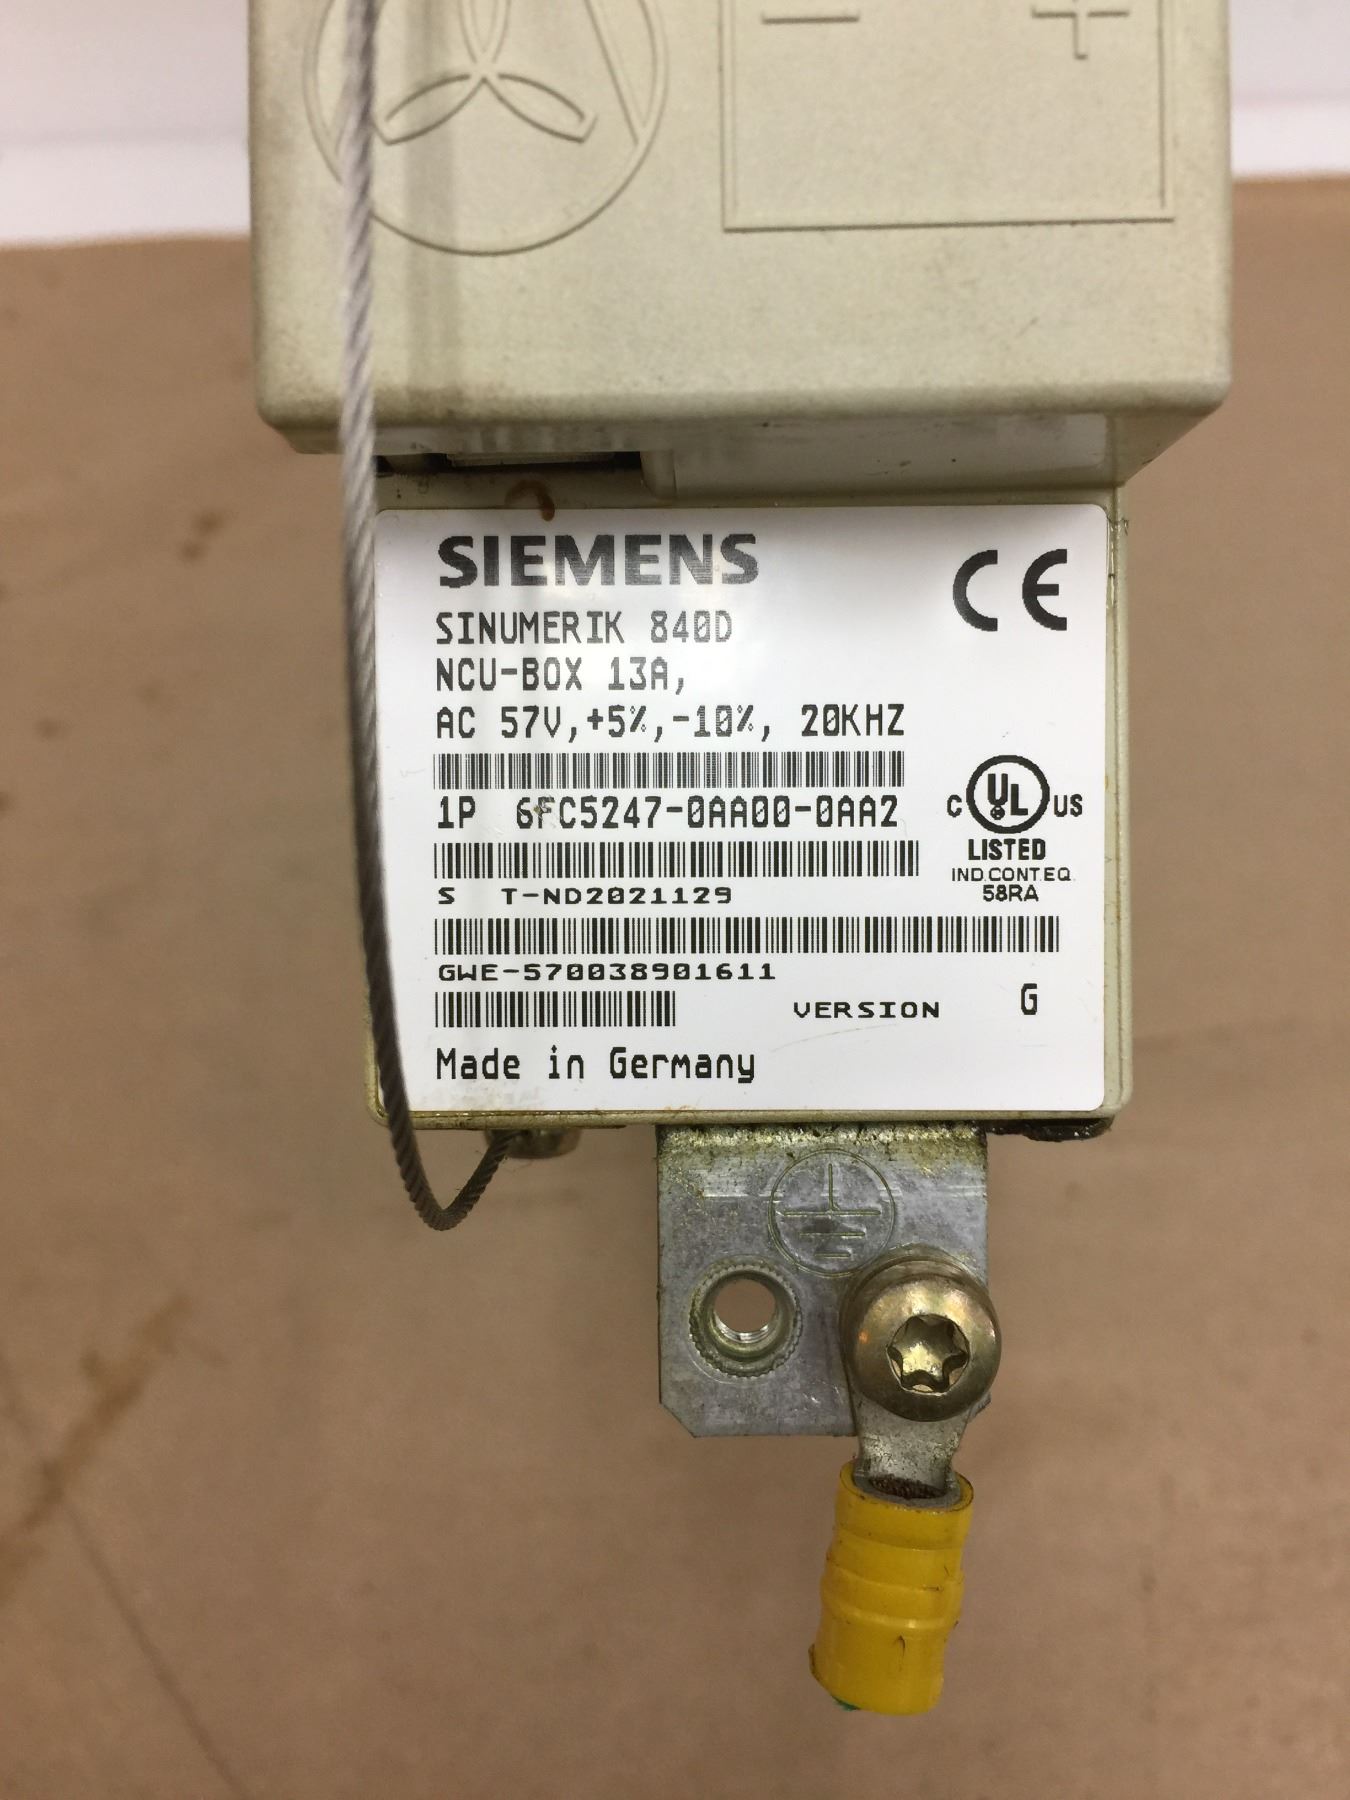 − +
SIEMENS
CE
SINUMERIK 840D
NCU-BOX 13A,
AC 57V,+5%,-10%, 20KHZ
1P 6FC5247-0AA00-0AA2
C UL US
LISTED
IND.CONT.EQ.
58RA
S T-ND2021129
GWE-570038901611
VERSION G
Made in Germany